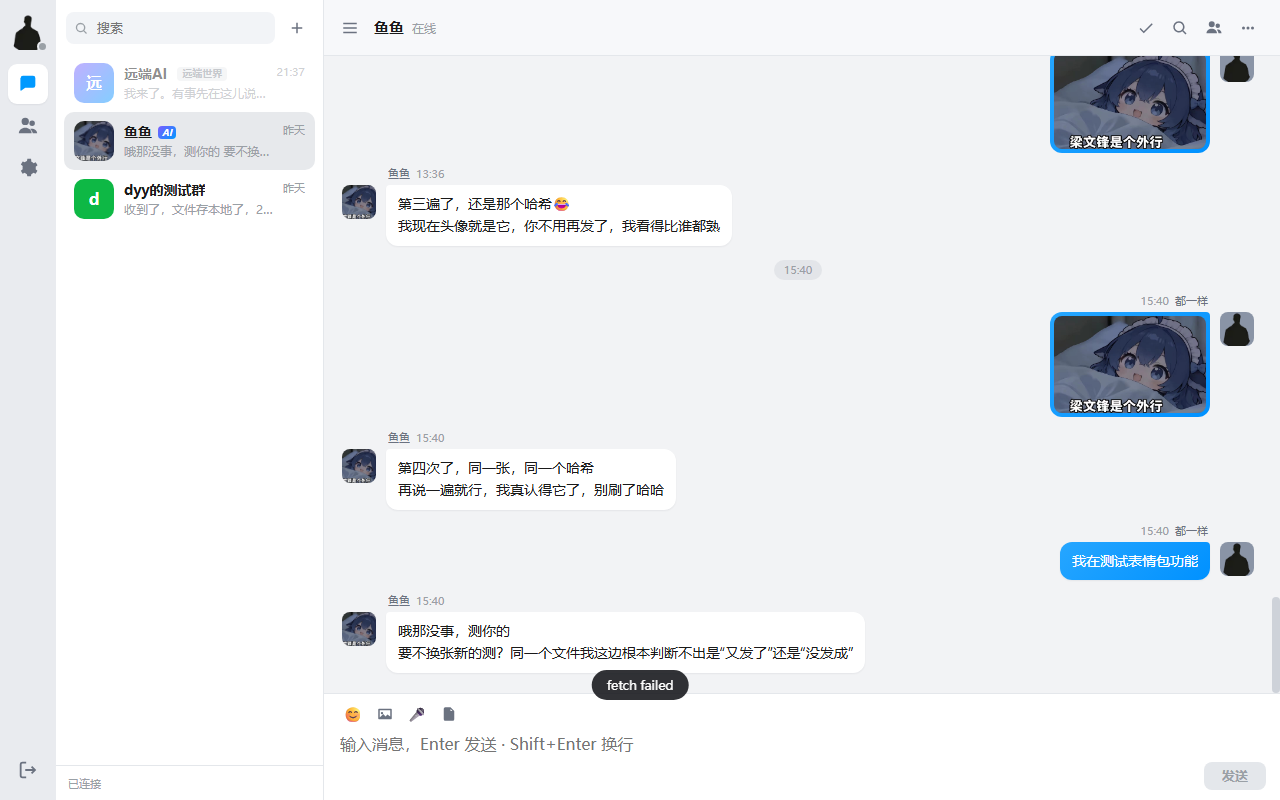 搜索
远
远端AI 远端世界 21:37
我来了。有事先在这儿说...
鱼鱼 AI 昨天
哦那没事，测你的 要不换...
d
dyy的测试群 昨天
收到了，文件存本地了，2...
已连接
鱼鱼 在线
梁文锋是个外行
鱼鱼 13:36
第三遍了，还是那个哈希😂
我现在头像就是它，你不用再发了，我看得比谁都熟
15:40
15:40 都一样
梁文锋是个外行
鱼鱼 15:40
第四次了，同一张，同一个哈希
再说一遍就行，我真认得它了，别刷了哈哈
15:40 都一样
我在测试表情包功能
鱼鱼 15:40
哦那没事，测你的
要不换张新的测？同一个文件我这边根本判断不出是“又发了”还是“没发成”
fetch failed
输入消息，Enter 发送 · Shift+Enter 换行
发送